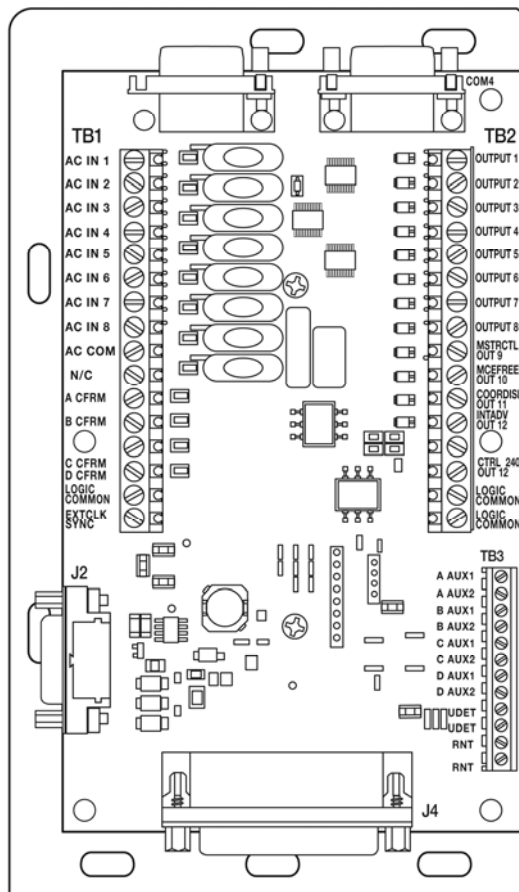 COM4
TB1
TB2
AC IN 1
AC IN 2
AC IN 3
AC IN 4
AC IN 5
AC IN 6
AC IN 7
AC IN 8
AC COM
N/C
A CFRM
B CFRM
C CFRM
D CFRM
LOGIC
COMMON
EXTCLK
SYNC
OUTPUT 1
OUTPUT 2
OUTPUT 3
OUTPUT 4
OUTPUT 5
OUTPUT 6
OUTPUT 7
OUTPUT 8
MSTRCTL
OUT 9
MCEFREE
OUT 10
COORDISL
OUT 11
INTADV
OUT 12
CTRL 240
OUT 12
LOGIC
COMMON
LOGIC
COMMON
TB3
A AUX1
A AUX2
B AUX1
B AUX2
C AUX1
C AUX2
D AUX1
D AUX2
UDET
UDET
RNT
RNT
J2
J4